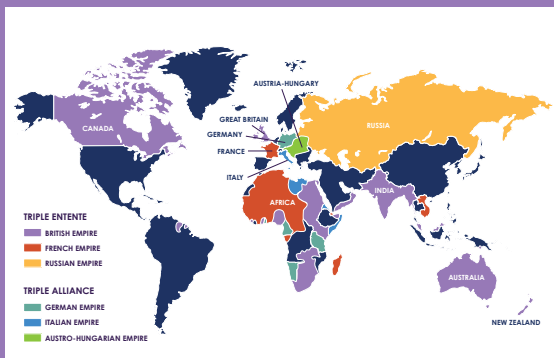 AUSTRIA-HUNGARY
GREAT BRITAIN
CANADA
RUSSIA
GERMANY
FRANCE
ITALY
INDIA
AFRICA
TRIPLE ENTENTE
BRITISH EMPIRE
FRENCH EMPIRE
RUSSIAN EMPIRE
AUSTRALIA
TRIPLE ALLIANCE
GERMAN EMPIRE
ITALIAN EMPIRE
NEW ZEALAND
AUSTRO-HUNGARIAN EMPIRE